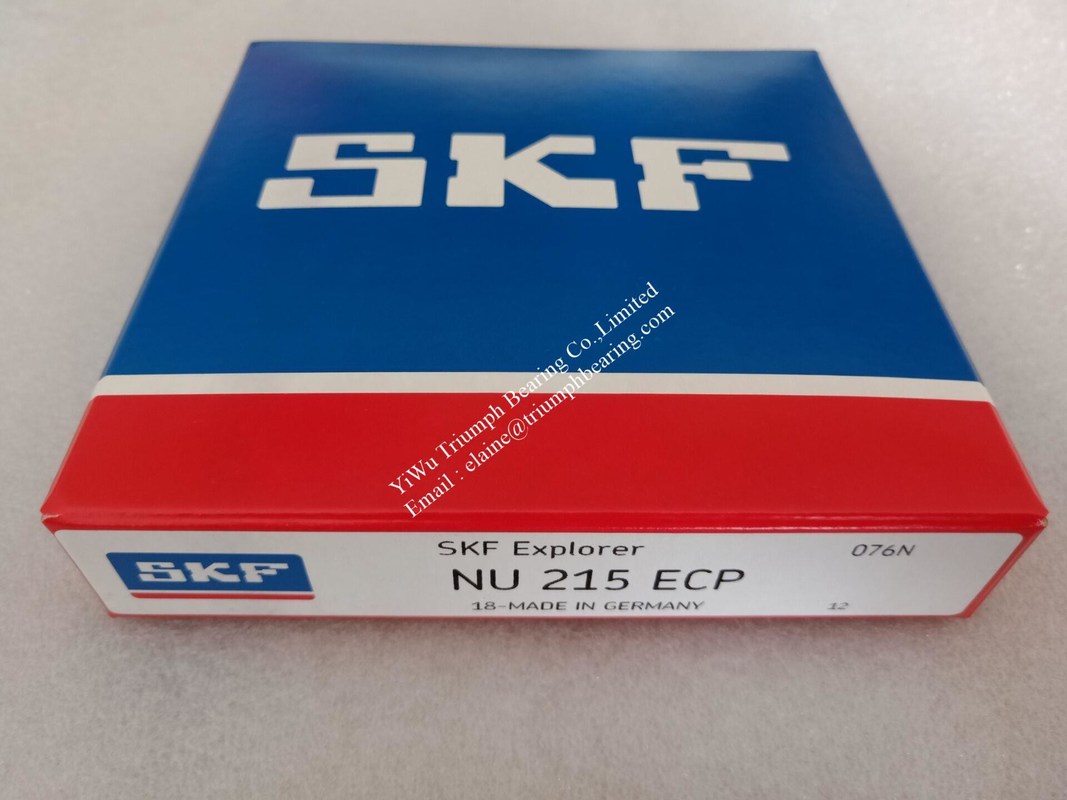 SKF
YiWu Triumph Bearing Co.,Limited
Email : elaine@triumphbearing.com
SKF
SKF Explorer
076N
NU 215 ECP
18-MADE IN GERMANY
12